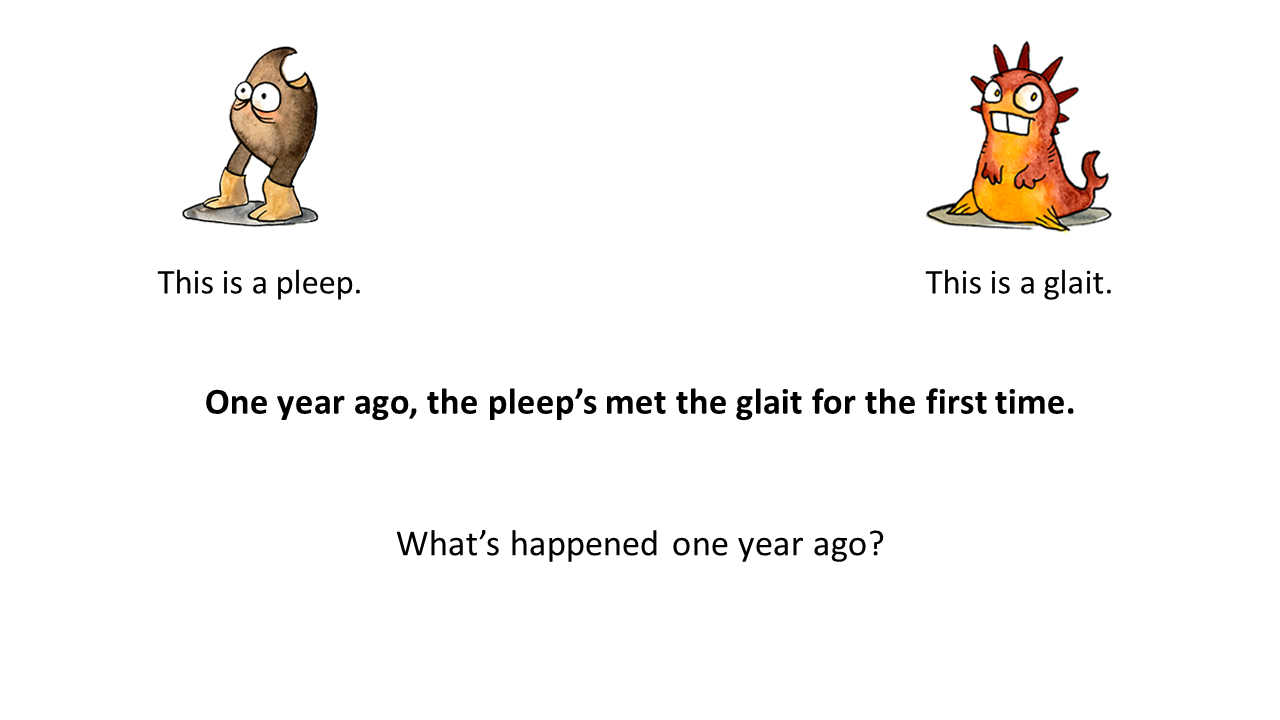 This is a pleep.
This is a glait.
One year ago, the pleep’s met the glait for the first time.
What’s happened one year ago?